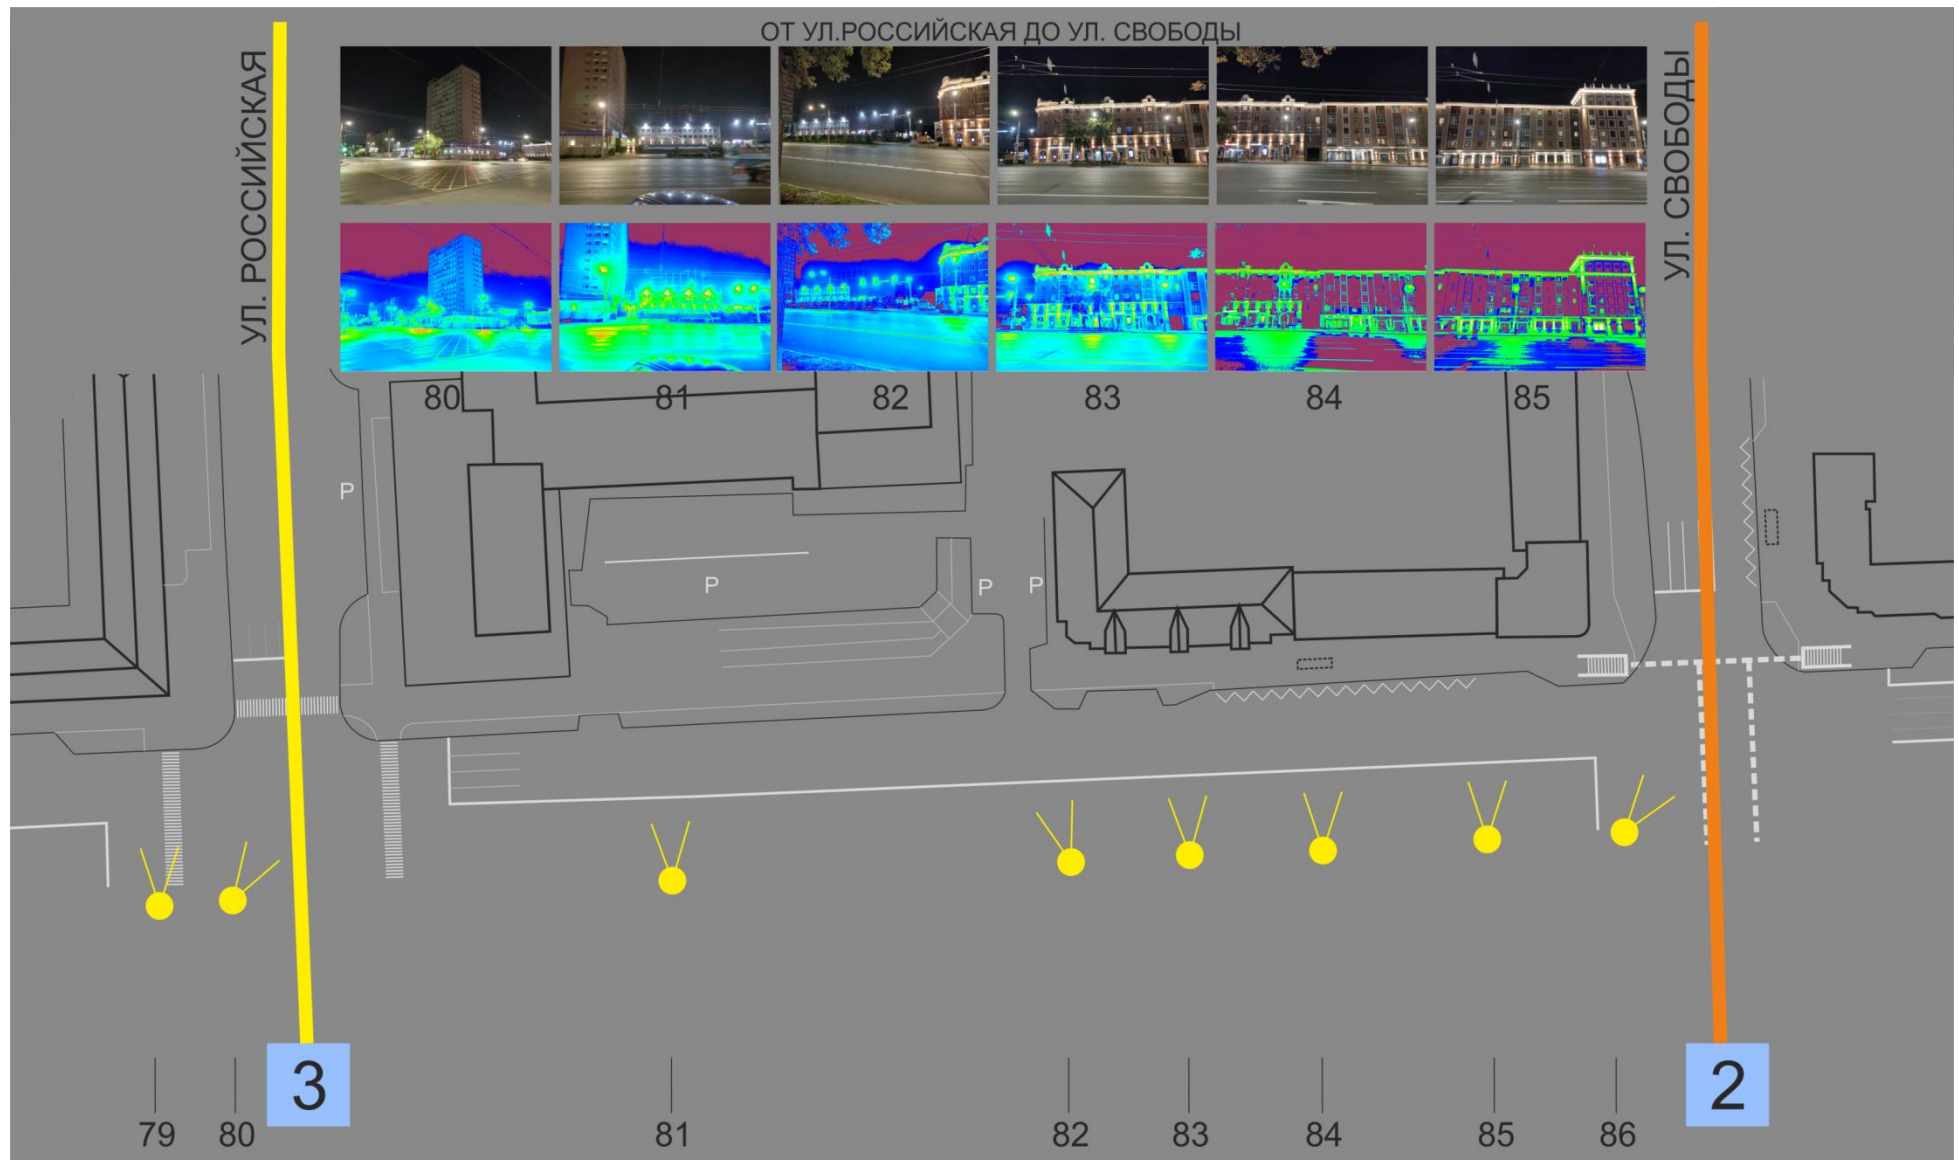 ОТ УЛ.РОССИЙСКАЯ ДО УЛ. СВОБОДЫ
УЛ. РОССИЙСКАЯ
УЛ. СВОБОДЫ
80 81 82 83 84 85
P
P P P
3 2
79 80 81 82 83 84 85 86